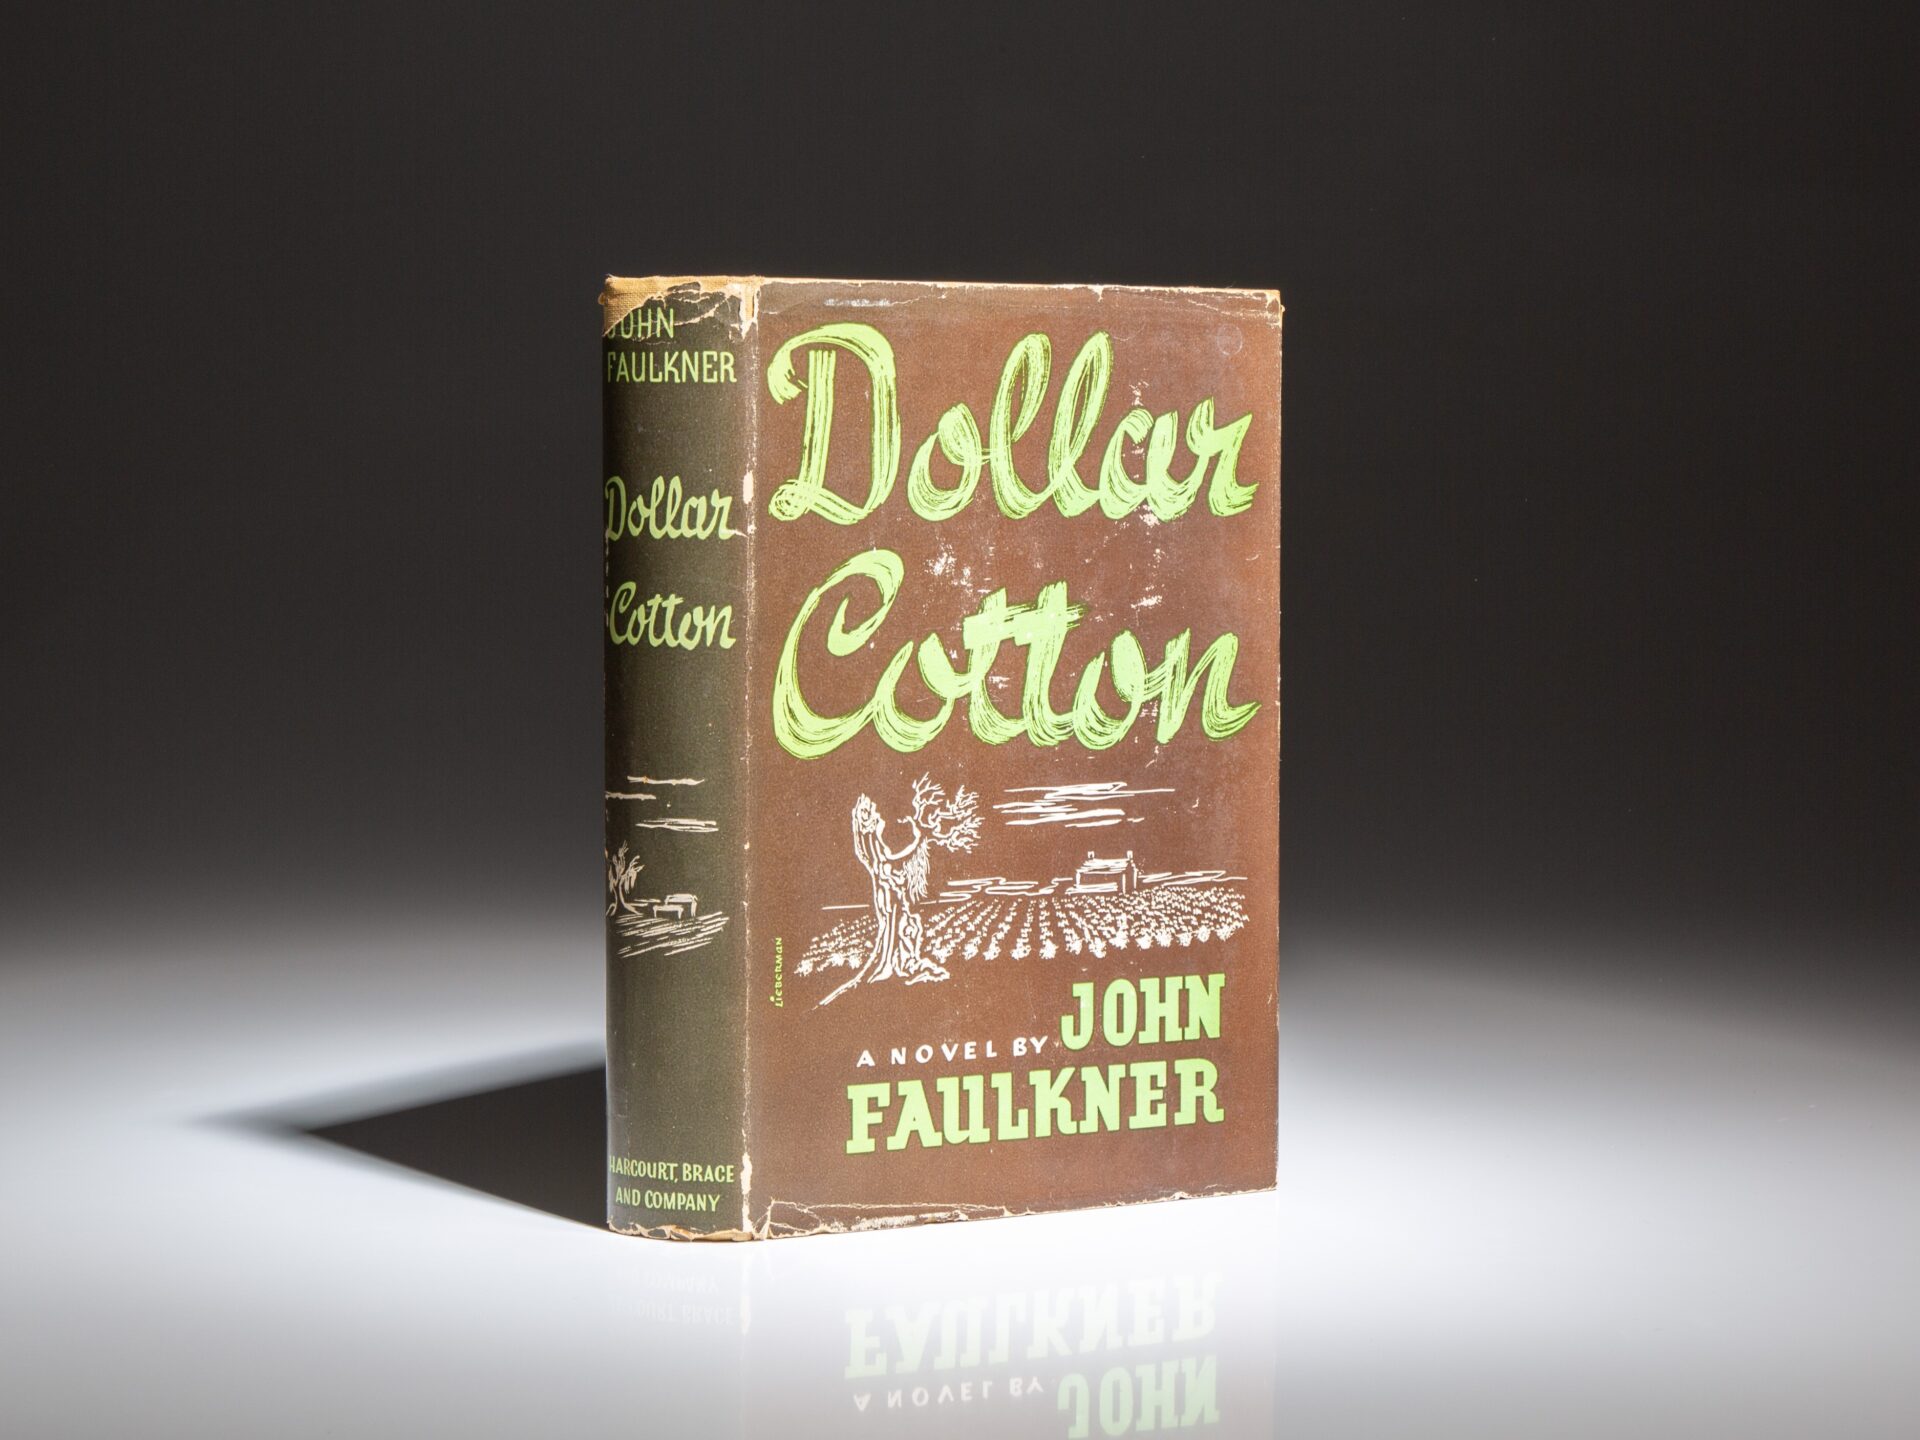 JOHN
FAULKNER
Dollar
Cotton
HARCOURT, BRACE
AND COMPANY
Dollar
Cotton
LIEBERMAN
A NOVEL BY JOHN
FAULKNER